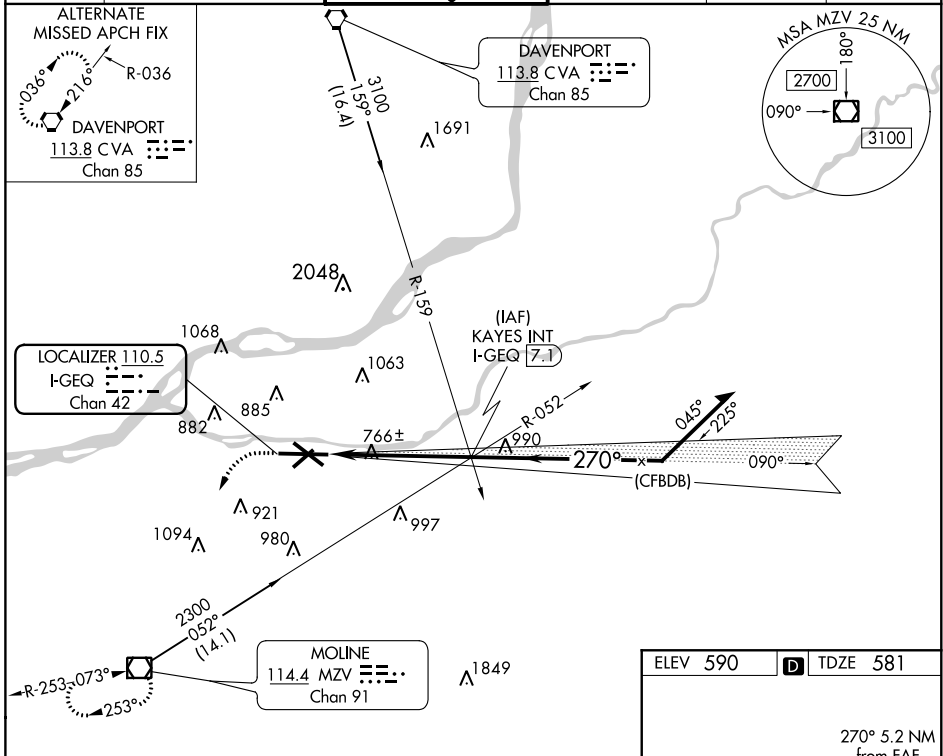 ALTERNATE
MISSED APCH FIX
R-036
036°
216°
DAVENPORT
113.8 CVA
Chan 85
DAVENPORT
113.8 CVA
Chan 85
MSA MZV 25 NM
180°
2700
090°
3100
3100
159°
(16.4)
1691
R-159
2048
1068
(IAF)
KAYES INT
I-GEQ 7.1
LOCALIZER 110.5
I-GEQ
Chan 42
1063
885
882
R-052
766±
990
045°
225°
270°
x
(CFBDB)
090°
921
997
1094
980
2300
052°
(14.1)
MOLINE
114.4 MZV
Chan 91
1849
R-253
073°
253°
ELEV 590
D
TDZE 581
270° 5.2 NM
from FAF